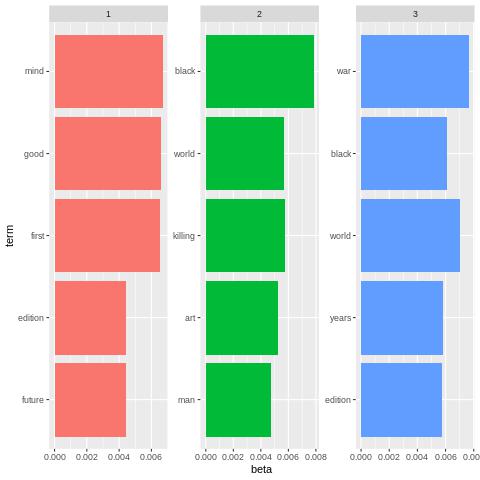 1
2
3
term
mind
good
first
edition
future
black
world
killing
art
man
war
black
world
years
edition
0.000 0.002 0.004 0.006
0.000 0.002 0.004 0.006 0.008
0.000 0.002 0.004 0.006 0.00
beta